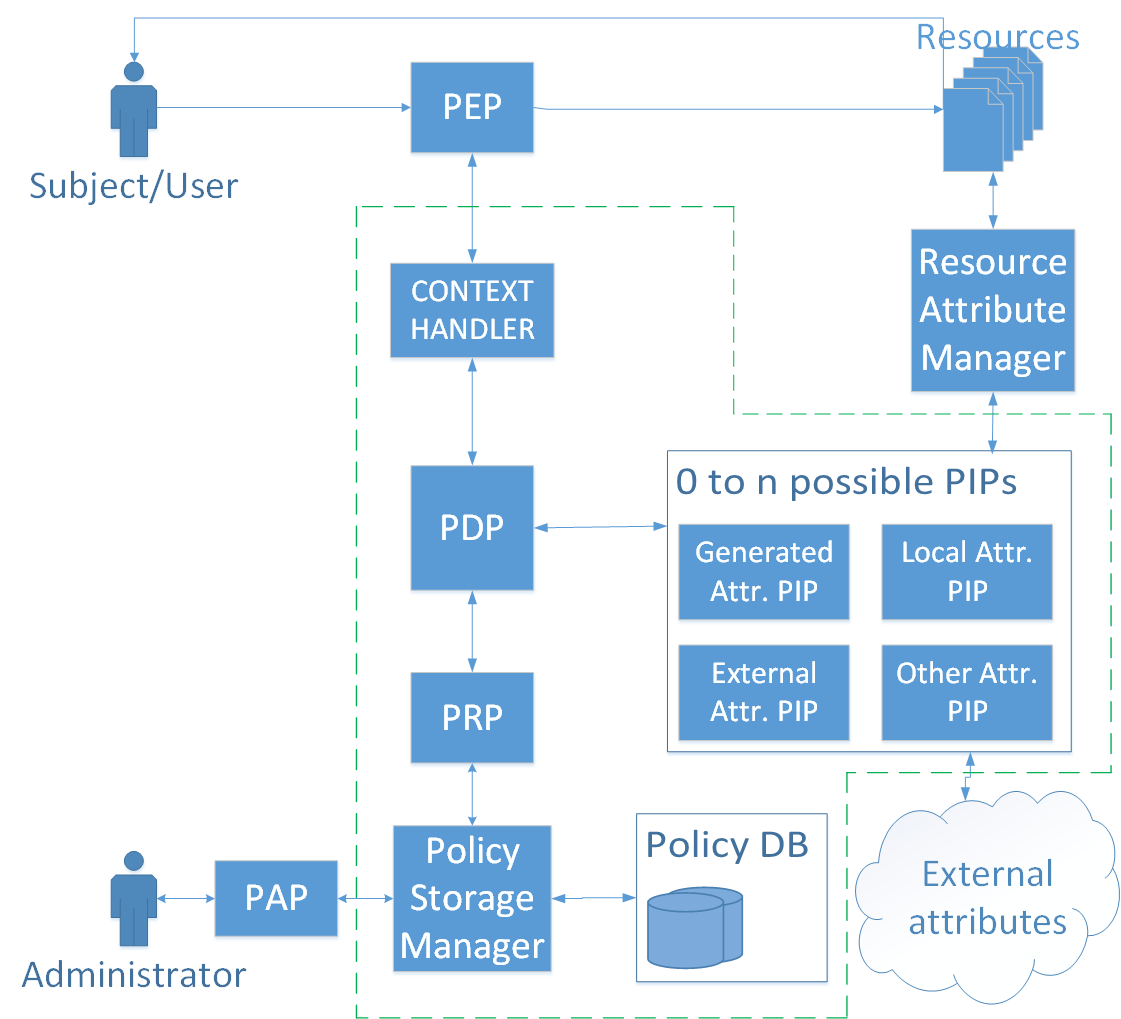 Resources
PEP
Subject/User
CONTEXT
HANDLER
Resource
Attribute
Manager
0 to n possible PIPs
PDP
Generated
Attr. PIP
Local Attr.
PIP
External
Attr. PIP
Other Attr.
PIP
PRP
Policy
Storage
Manager
Policy DB
External
attributes
PAP
Administrator